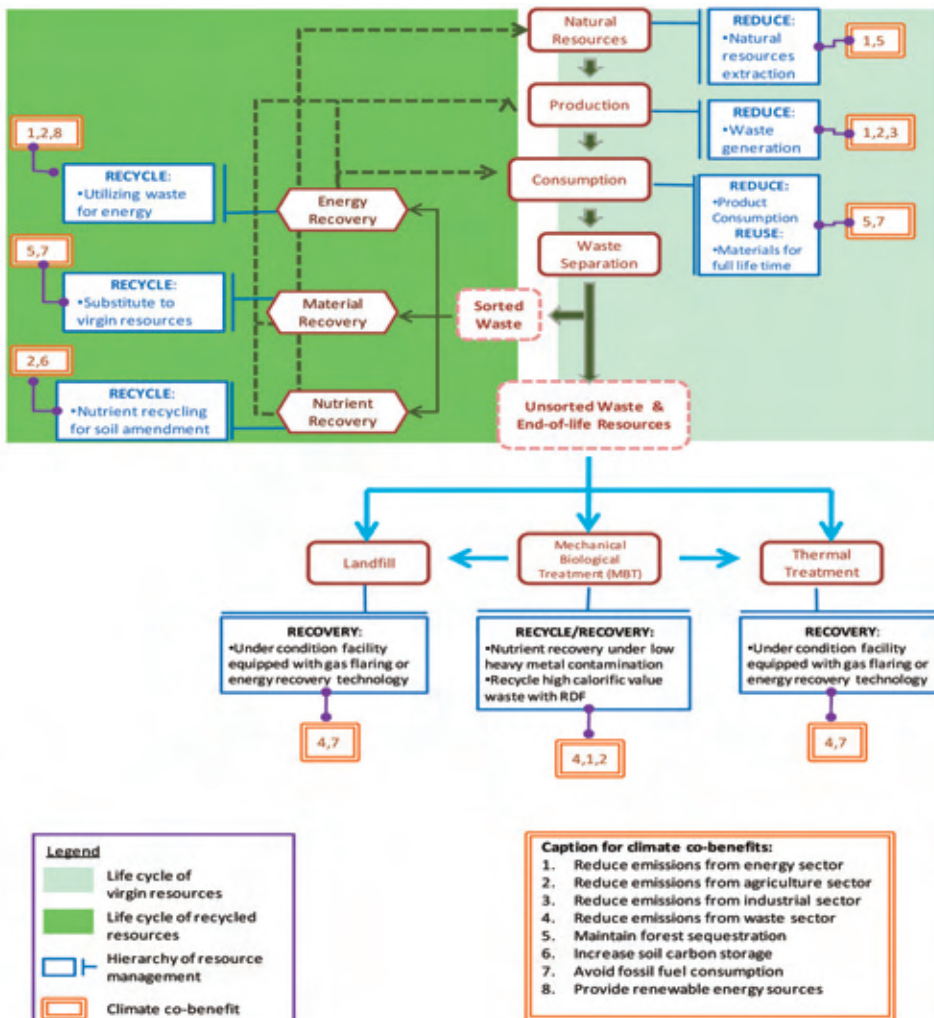 Natural
Resources
REDUCE:
•Natural
resources
extraction
1,5
Production
REDUCE:
•Waste
generation
1,2,3
1,2,8
RECYCLE:
•Utilizing waste
for energy
Energy
Recovery
Consumption
REDUCE:
•Product
Consumption
REUSE:
•Materials for
full life time
5,7
Waste
Separation
5,7
RECYCLE:
•Substitute to
virgin resources
Material
Recovery
Sorted
Waste
2,6
RECYCLE:
•Nutrient recycling
for soil amendment
Nutrient
Recovery
Unsorted Waste &
End-of-life Resources
Landfill
Mechanical
Biological
Treatment (MBT)
Thermal
Treatment
RECOVERY:
•Under condition facility
equipped with gas flaring or
energy recovery technology
RECYCLE/RECOVERY:
•Nutrient recovery under low
heavy metal contamination
•Recycle high calorific value
waste with RDF
RECOVERY:
•Under condition facility
equipped with gas flaring or
energy recovery technology
4,7
4,1,2
4,7
Legend
Life cycle of
virgin resources
Life cycle of recycled
resources
Hierarchy of resource
management
Climate co-benefit
Caption for climate co-benefits:
1. Reduce emissions from energy sector
2. Reduce emissions from agriculture sector
3. Reduce emissions from industrial sector
4. Reduce emissions from waste sector
5. Maintain forest sequestration
6. Increase soil carbon storage
7. Avoid fossil fuel consumption
8. Provide renewable energy sources